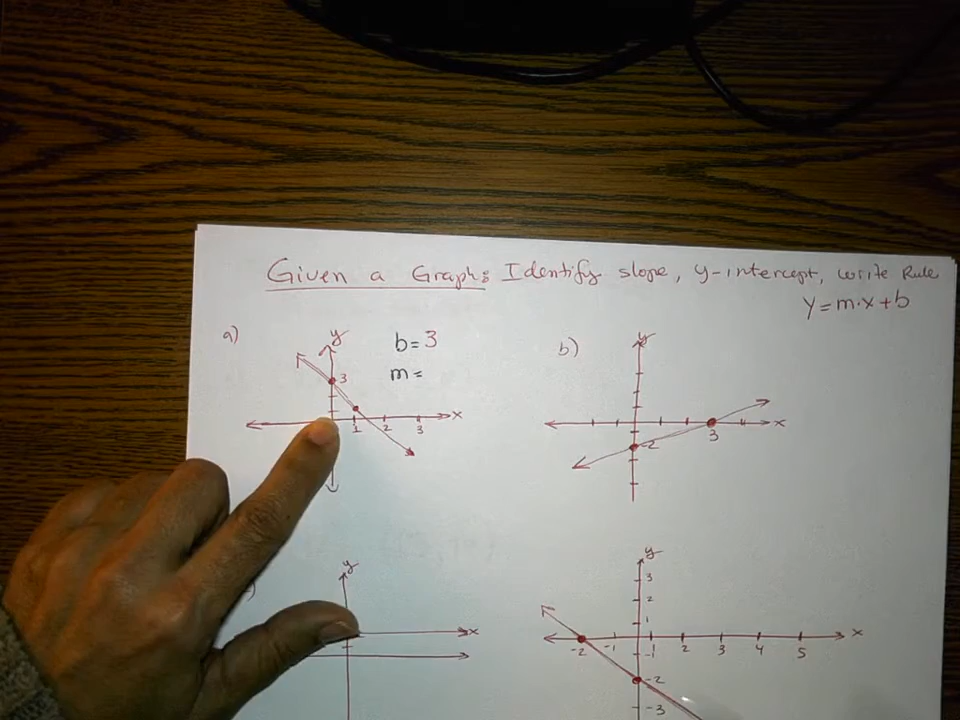 Given a Graph: Identify slope, y-intercept, write Rule
y=m·x+b
a)
y
b=3
m=
3
1 2 3
x
b)
y
x
-2
3
y
x
y
3
2
1
-2 -1 1 2 3 4 5
x
-1
-2
-3